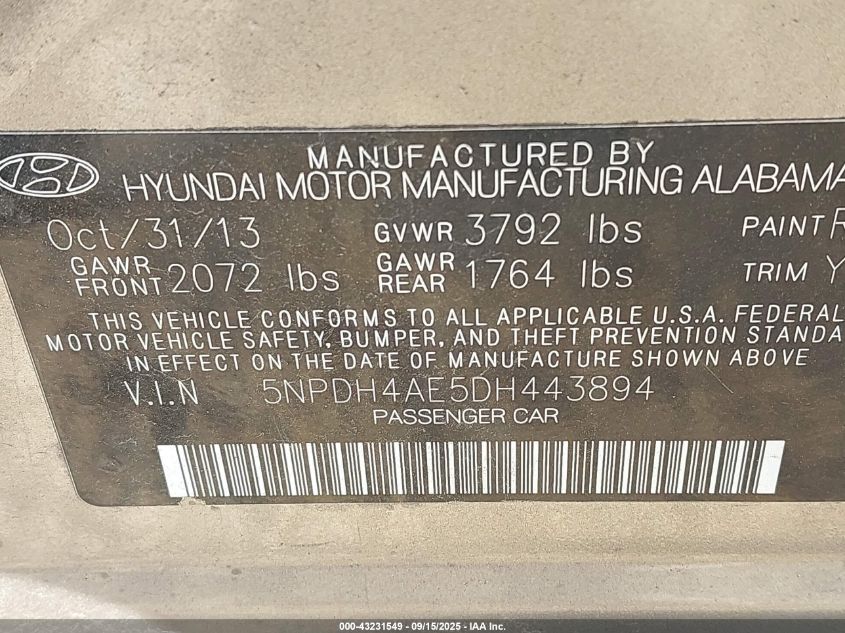 MANUFACTURED BY
HYUNDAI MOTOR MANUFACTURING ALABAMA
Oct/31/13 GVWR 3792 lbs PAINT R
GAWR FRONT 2072 lbs GAWR REAR 1764 lbs TRIM Y
THIS VEHICLE CONFORMS TO ALL APPLICABLE U.S.A. FEDERAL
MOTOR VEHICLE SAFETY, BUMPER, AND THEFT PREVENTION STANDA
IN EFFECT ON THE DATE OF MANUFACTURE SHOWN ABOVE
V.I.N 5NPDH4AE5DH443894
PASSENGER CAR
000-43231549 - 09/15/2025 - IAA Inc.